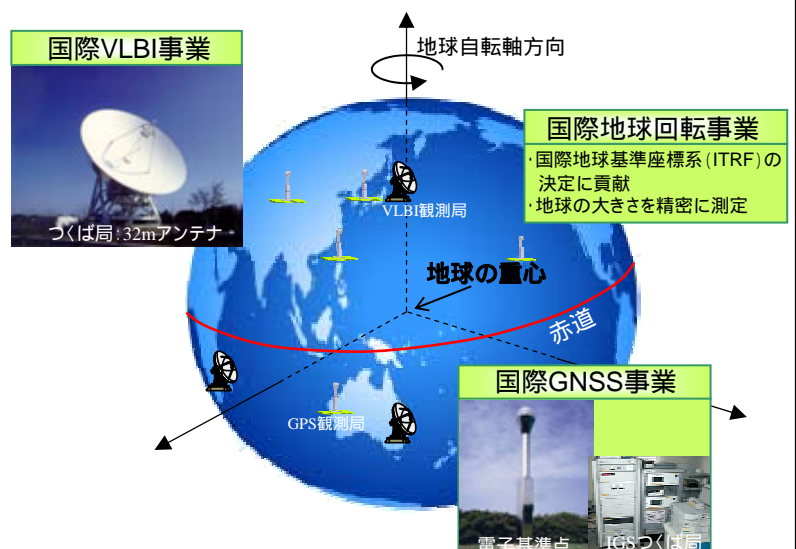 国際VLBI事業
つくば局:32mアンテナ
地球自転軸方向
国際地球回転事業
・国際地球基準座標系(ITRF)の
決定に貢献
・地球の大きさを精密に測定
VLBI観測局
地球の重心
赤道
GPS観測局
国際GNSS事業
電子基準点
IGSつくば局